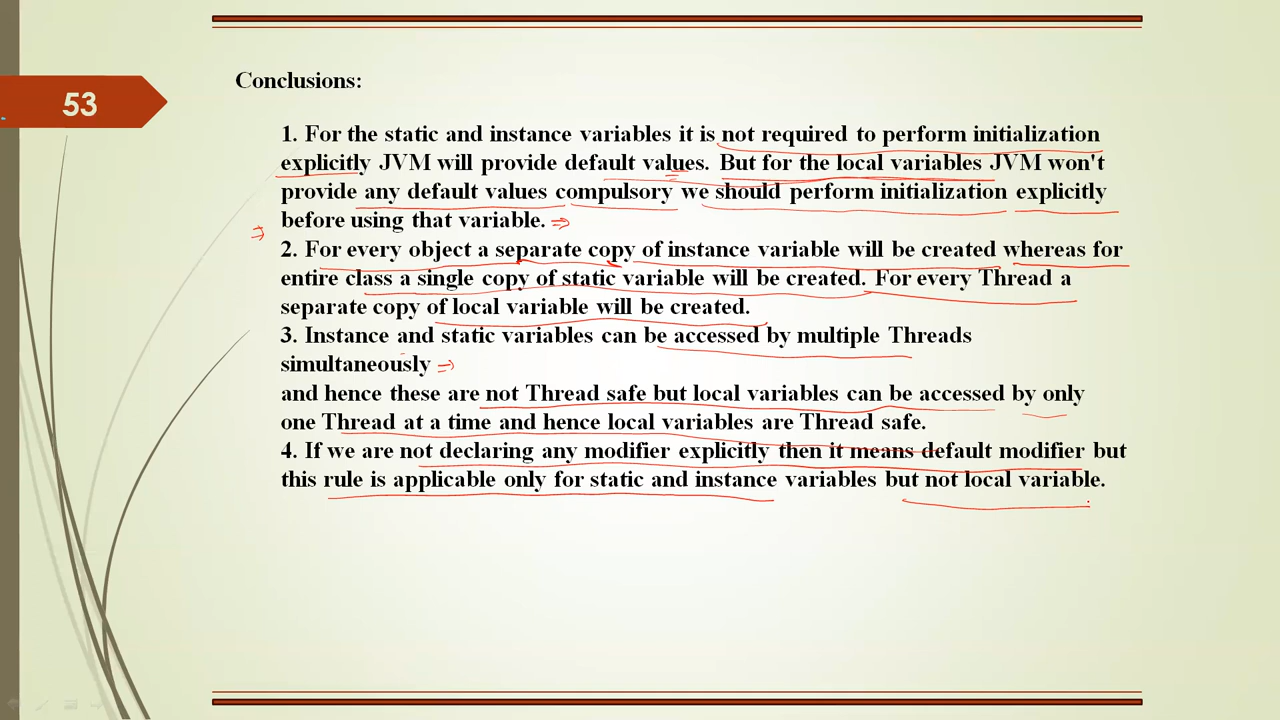 53
Conclusions:
1. For the static and instance variables it is not required to perform initialization
explicitly JVM will provide default values. But for the local variables JVM won't
provide any default values compulsory we should perform initialization explicitly
before using that variable.
2. For every object a separate copy of instance variable will be created whereas for
entire class a single copy of static variable will be created. For every Thread a
separate copy of local variable will be created.
3. Instance and static variables can be accessed by multiple Threads
simultaneously
and hence these are not Thread safe but local variables can be accessed by only
one Thread at a time and hence local variables are Thread safe.
4. If we are not declaring any modifier explicitly then it means default modifier but
this rule is applicable only for static and instance variables but not local variable.